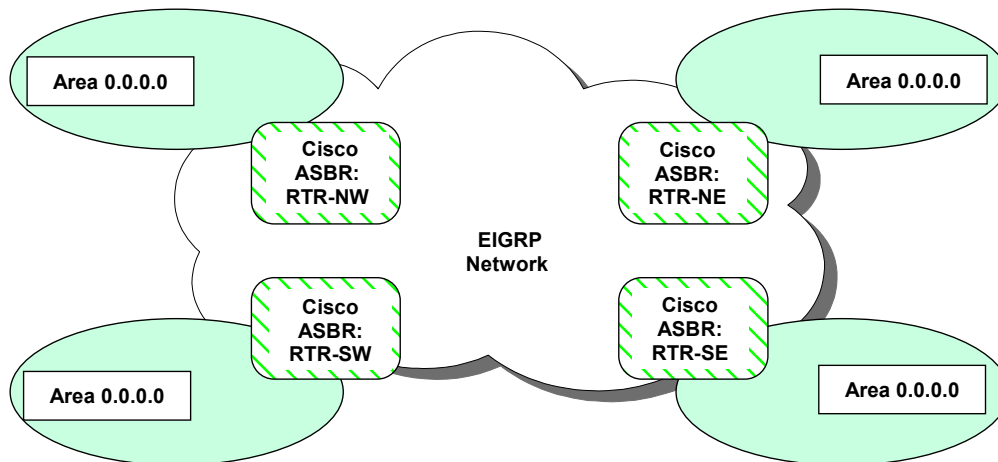 Area 0.0.0.0
Area 0.0.0.0
Cisco
ASBR:
RTR-NW
Cisco
ASBR:
RTR-NE
EIGRP
Network
Cisco
ASBR:
RTR-SW
Cisco
ASBR:
RTR-SE
Area 0.0.0.0
Area 0.0.0.0